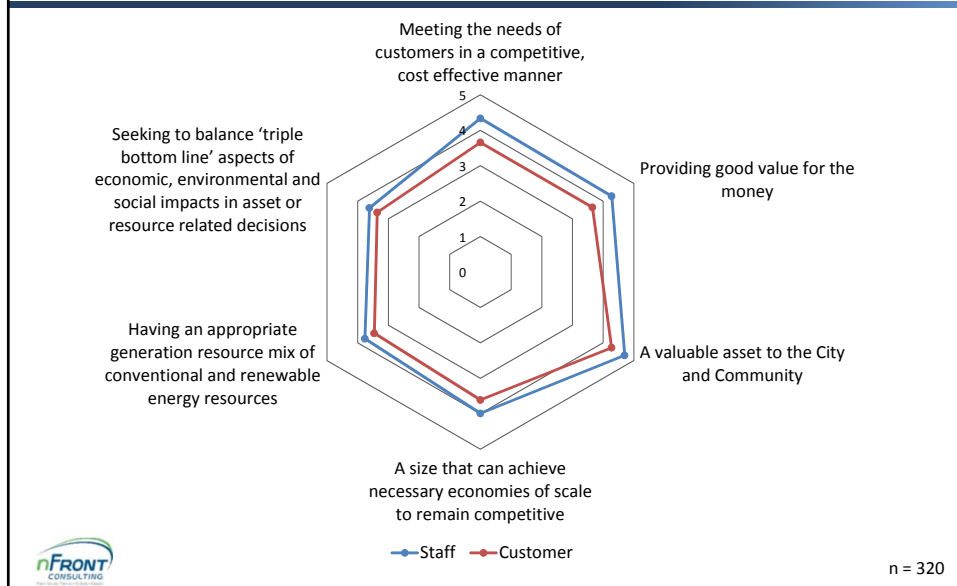 Meeting the needs of
customers in a competitive,
cost effective manner
5
4
3
2
1
0
Seeking to balance ‘triple
bottom line’ aspects of
economic, environmental and
social impacts in asset or
resource related decisions
Providing good value for the
money
Having an appropriate
generation resource mix of
conventional and renewable
energy resources
A valuable asset to the City
and Community
A size that can achieve
necessary economies of scale
to remain competitive
Staff
Customer
nFRONT
CONSULTING
n = 320